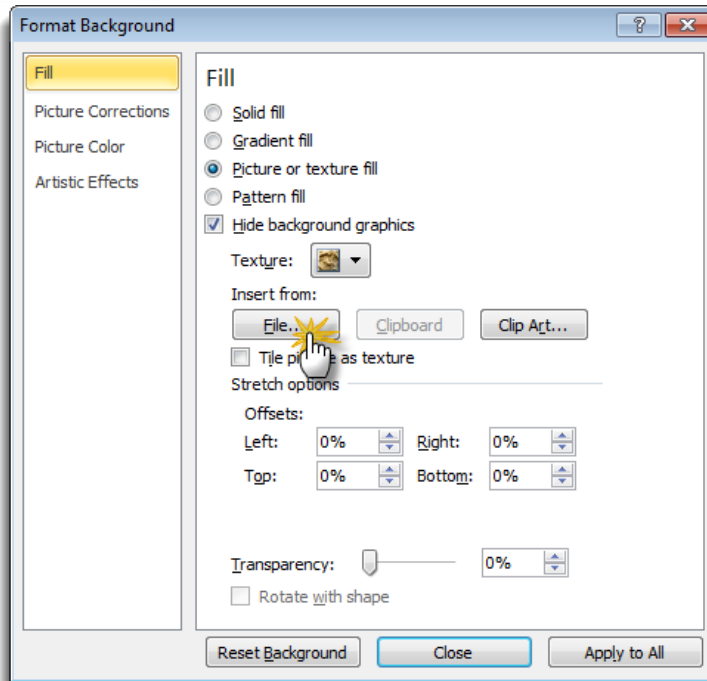 Format Background
Fill
Picture Corrections
Picture Color
Artistic Effects
Fill
Solid fill
Gradient fill
Picture or texture fill
Pattern fill
Hide background graphics
Texture:
Insert from:
File... Clipboard Clip Art...
Tile as texture
Stretch options
Offsets:
Left: 0% Right: 0%
Top: 0% Bottom: 0%
Transparency: 0%
Rotate with shape
Reset Background Close Apply to All